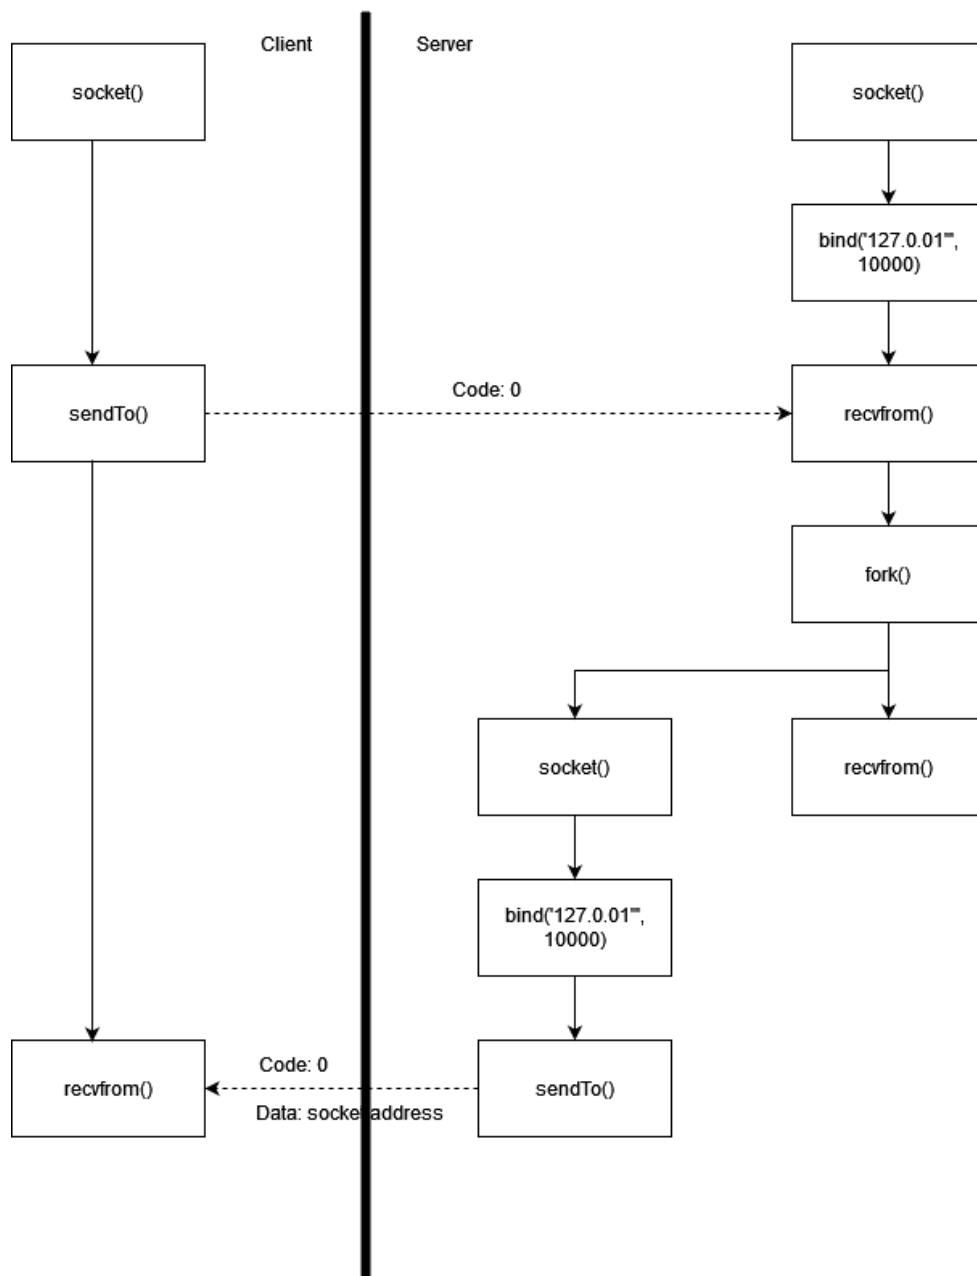 Client
Server
socket()
socket()
bind("127.0.01"',
10000)
Code: 0
sendTo()
recvfrom()
fork()
socket()
recvfrom()
bind("127.0.01"',
10000)
Code: 0
recvfrom()
sendTo()
Data: socket address